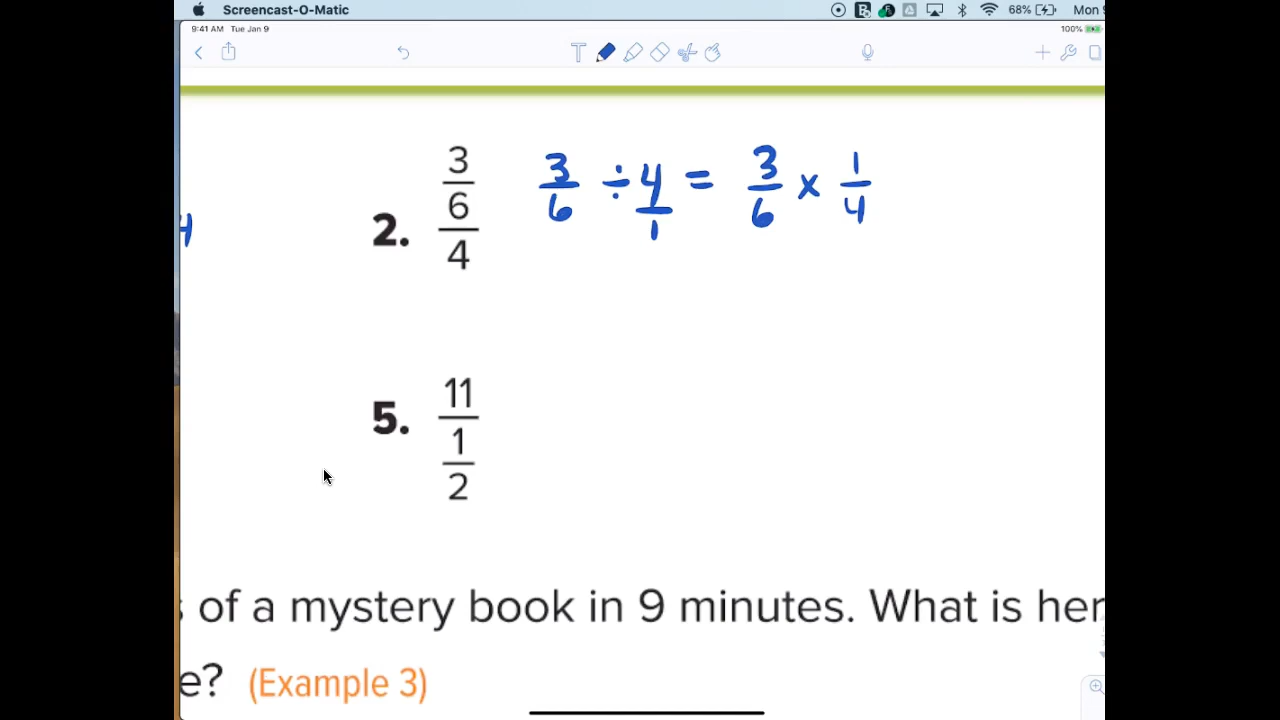 Screencast-O-Matic 68% Mon 9
9:41 AM Tue Jan 9 100%
T
2. 3/6/4 3/6 ÷ 4/1 = 3/6 x 1/4
4
5. 11/1/2
of a mystery book in 9 minutes. What is her
e? (Example 3)